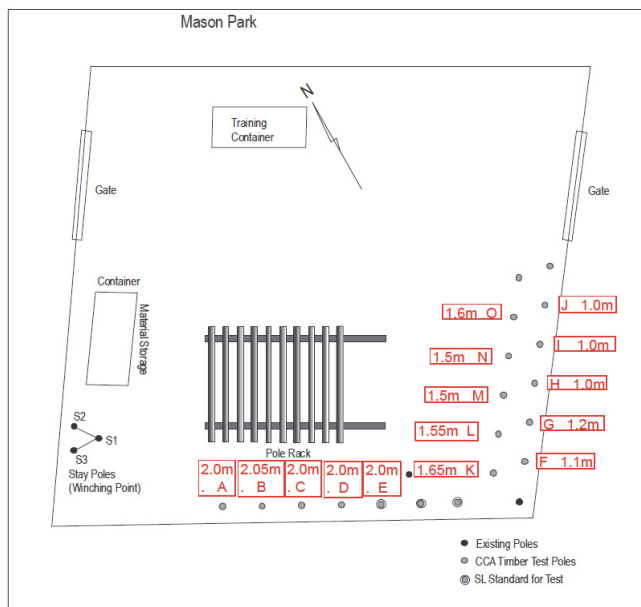 Mason Park
N
Training
Container
Gate
Gate
Container
Material Storage
J 1.0m
1.6m O
I 1.0m
1.5m N
H 1.0m
1.5m M
G 1.2m
1.55m L
F 1.1m
1.65m K
S2
S1
S3
Stay Poles
(Winching Point)
Pole Rack
2.0m
. A
2.05m
. B
2.0m
. C
2.0m
. D
2.0m
. E
Existing Poles
CCA Timber Test Poles
SL Standard for Test